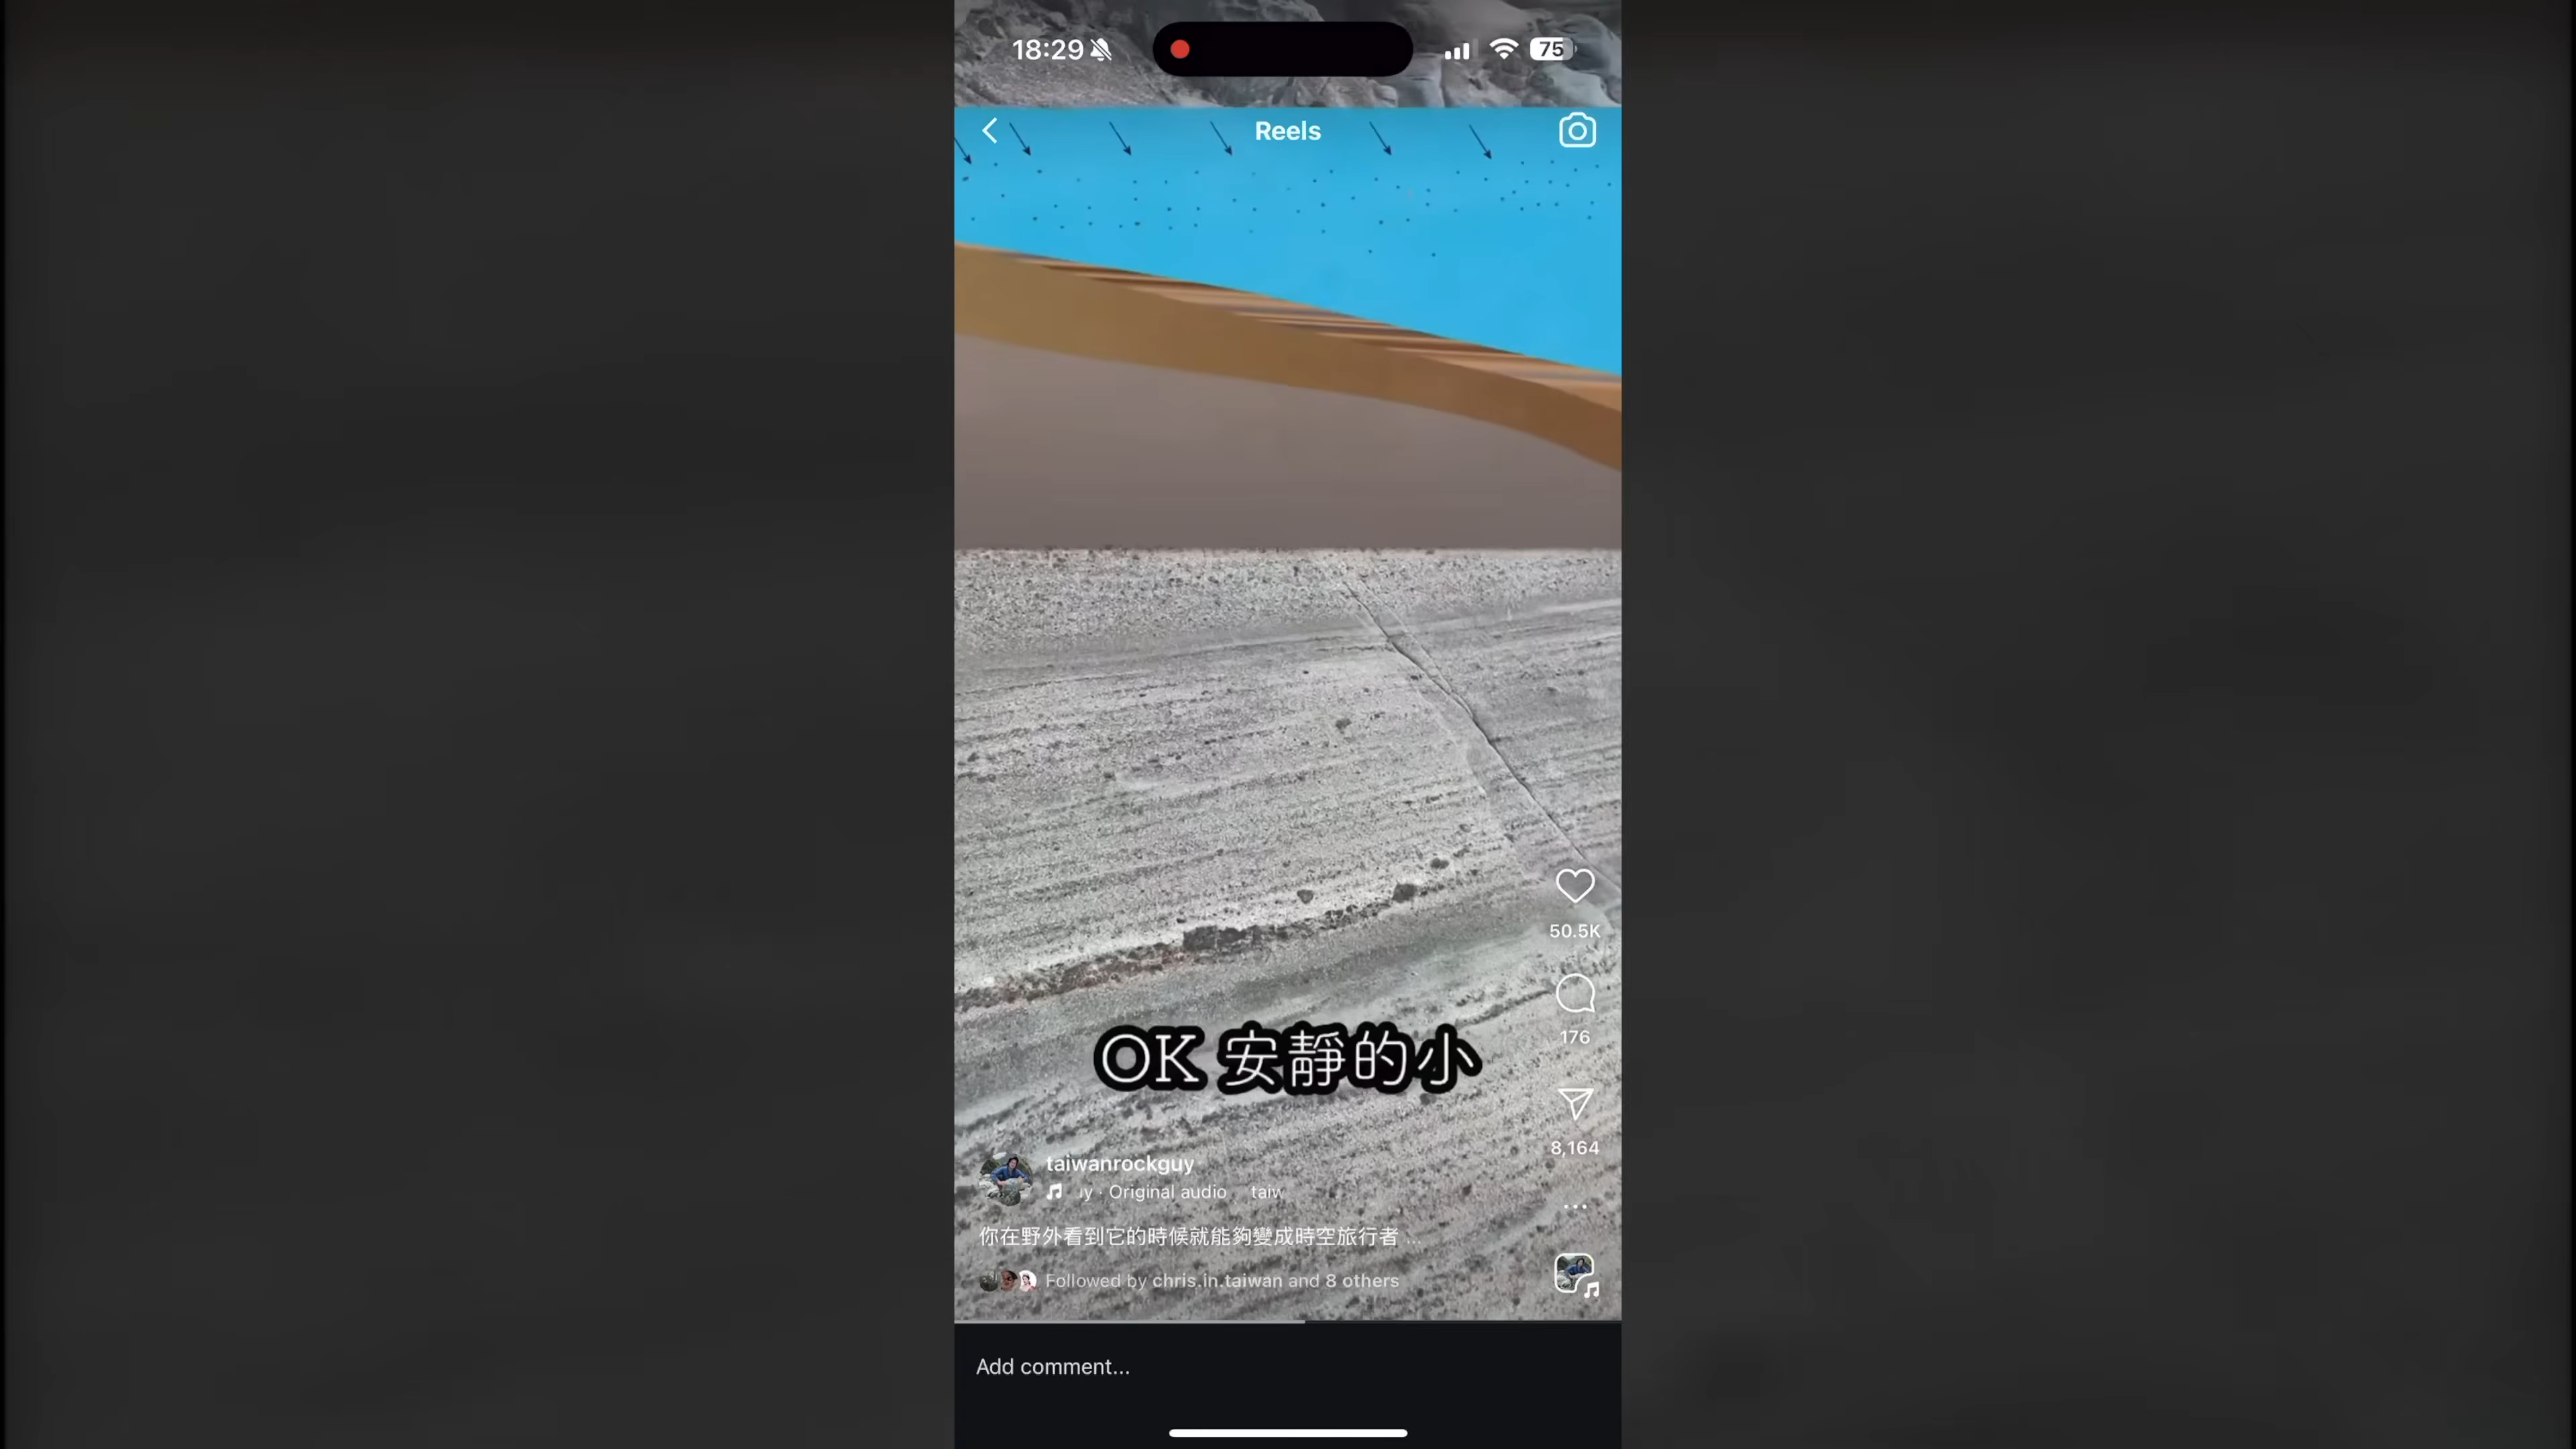 18:29
75
Reels
50.5K
176
OK 安靜的小
8,164
taiwanrockguy
y · Original audio taiw
你在野外看到它的時候就能夠變成時空旅行者 ...
Followed by chris.in.taiwan and 8 others
Add comment...